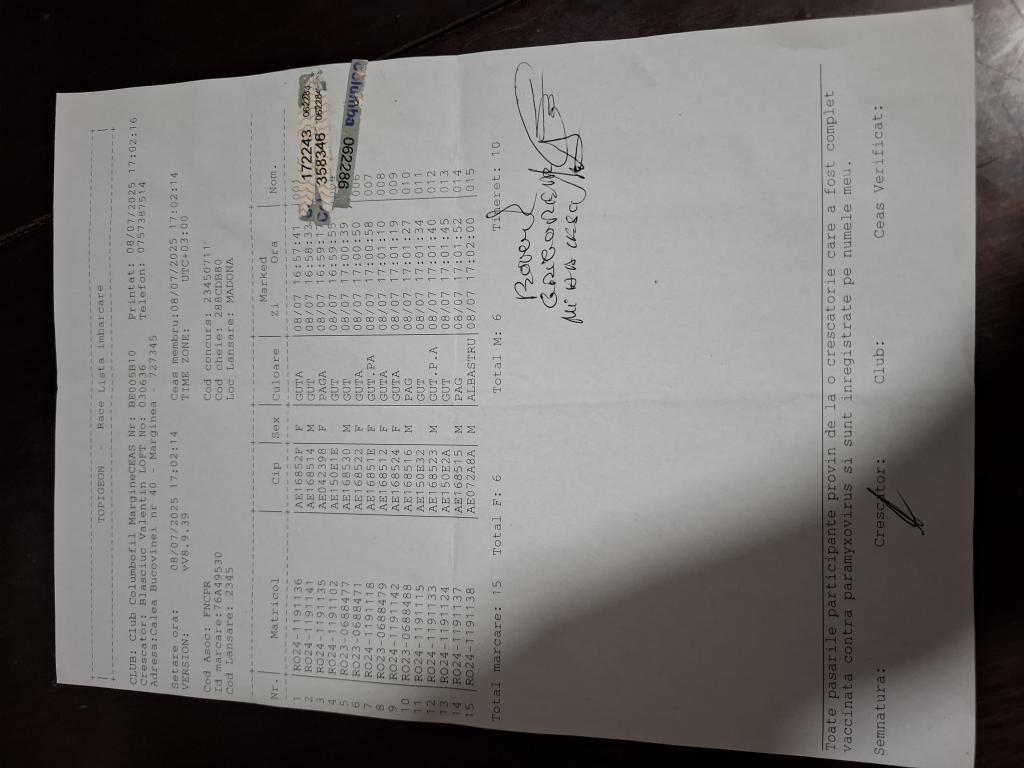 TOPIGEON - Race Lista imbarcare
CLUB: Club Columbofil MargineCEAS Nr: BE005B10 Printat: 08/07/2025 17:02:16
Crescator: Blasciuc Valentin LOFT No: 030636 Telefon: 0757387514
Adresa:Calea Bucovinei nr 40 - Marginea - 727345
Setare ora: 08/07/2025 17:02:14 Ceas membru:08/07/2025 17:02:14
VERSION: vV8.9.39 TIME ZONE: UTC+03:00
Cod Asoc: FNCPR Cod concurs: 23450711
Id marcare:76A49530 Cod cheie: 288CDB80
Cod Lansare: 2345 Loc Lansare: MADONA
Marked
Nr. Matricol Cip Sex Culoare Zi Ora Nom.
1 RO24-1191136 AE16852F F GUTA 08/07 16:57:41 001 172243 062284
2 RO24-1191141 AE168514 M GUT 08/07 16:58:33 358346 062284
3 RO24-1191135 AE042398 F PAGA 08/07 16:59: columba 062286
4 RO24-1191102 AE150E1E GUT 08/07 16:59:55
5 RO23-0688477 AE168530 M GUT 08/07 17:00:39
6 RO23-0688471 AE168522 F GUTA 08/07 17:00:50 006
7 RO24-1191118 AE16851E F GUT.PA 08/07 17:00:58 007
8 RO23-0688479 AE168512 F GUTA 08/07 17:01:10 008
9 RO24-1191142 AE168524 F GUTA 08/07 17:01:19 009
10 RO23-0688488 AE168516 M PAG 08/07 17:01:27 010
11 RO24-1191115 AE150E32 GUT 08/07 17:01:34 011
12 RO24-1191133 AE168523 M GUT.P.A 08/07 17:01:40 012
13 RO24-1191124 AE150E2A GUT 08/07 17:01:45 013
14 RO24-1191137 AE168515 M PAG 08/07 17:01:52 014
15 RO24-1191138 AE072A8A M ALBASTRU 08/07 17:02:00 015
Total marcare: 15 Total F: 6 Total M: 6 Tineret: 10
Toate pasarile participante provin de la o crescatorie care a fost complet
vaccinata contra paramyxovirus si sunt inregistrate pe numele meu.
Semnatura: Crescator: Club: Ceas Verificat: